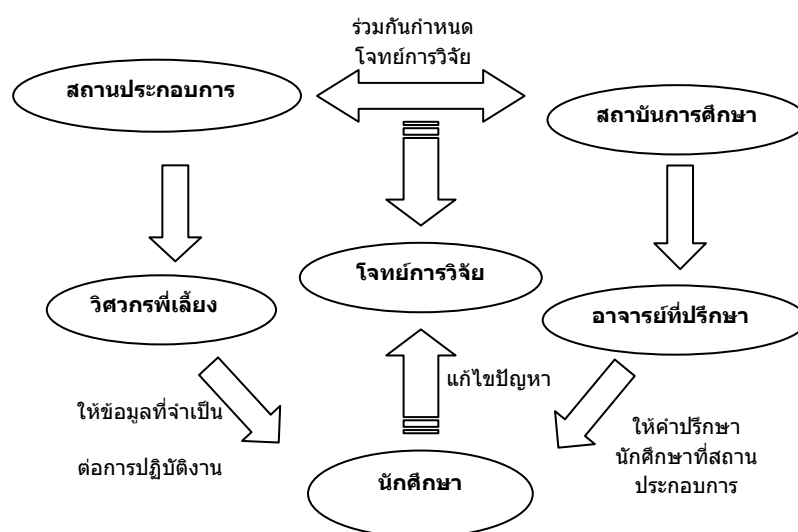 ร่วมกันกำหนด
โจทย์การวิจัย
สถานประกอบการ
สถาบันการศึกษา
โจทย์การวิจัย
วิศวกรพี่เลี้ยง
อาจารย์ที่ปรึกษา
แก้ไขปัญหา
ให้ข้อมูลที่จำเป็น
ต่อการปฏิบัติงาน
ให้คำปรึกษา
นักศึกษาที่สถาน
ประกอบการ
นักศึกษา